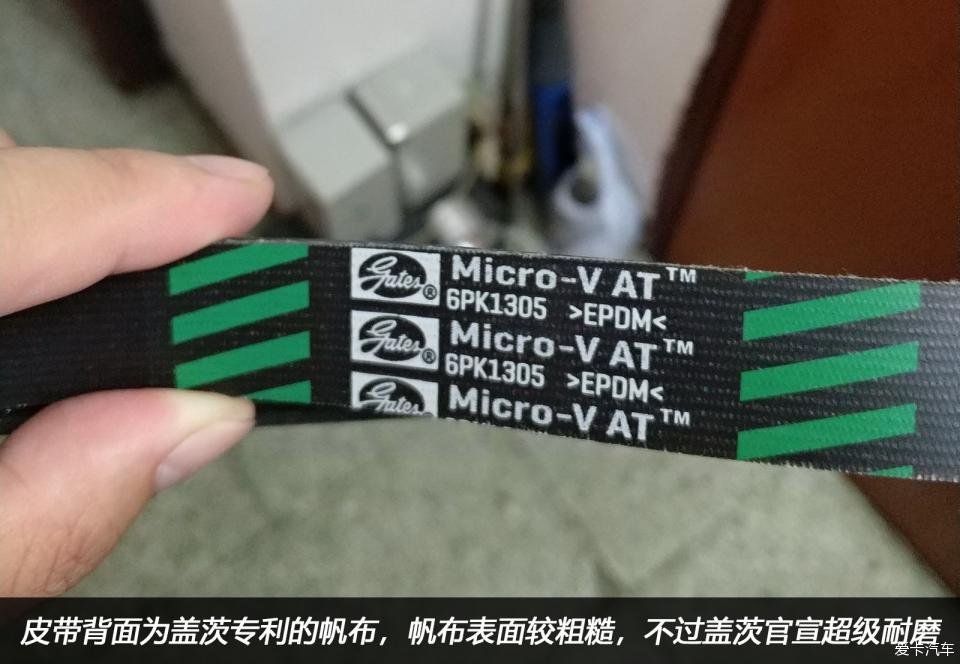 Gates® Micro-V AT™
6PK1305 >EPDM<
Gates® Micro-V AT™
6PK1305 >EPDM<
Gates Micro-V AT™
皮带背面为盖茨专利的帆布，帆布表面较粗糙，不过盖茨官宣超级耐磨
爱卡汽车